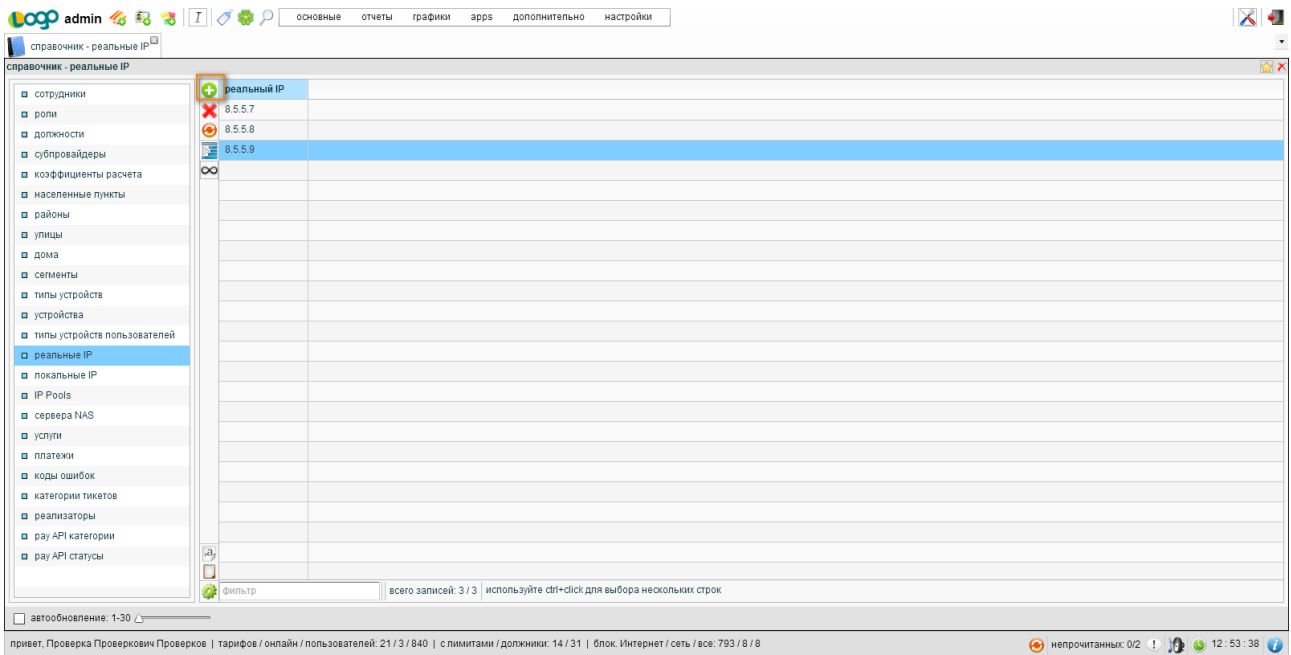 LOGO admin основные отчеты графики apps дополнительно настройки
справочник - реальные IP
справочник - реальные IP
реальный IP
8.5.5.7
8.5.5.8
8.5.5.9
сотрудники
роли
должности
субпровайдеры
коэффициенты расчета
населенные пункты
районы
улицы
дома
сегменты
типы устройств
устройства
типы устройств пользователей
реальные IP
локальные IP
IP Pools
сервера NAS
услуги
платежи
коды ошибок
категории тикетов
реализаторы
pay API категории
pay API статусы
фильтр всего записей: 3 / 3 используйте ctrl+click для выбора нескольких строк
автообновление: 1-30
привет, Проверка Проверкович Проверков | тарифов / онлайн / пользователей: 21 / 3 / 840 | с лимитами / должники: 14 / 31 | блок. Интернет / сеть / все: 793 / 8 / 8 непрочитанных: 0/2 12 : 53 : 38